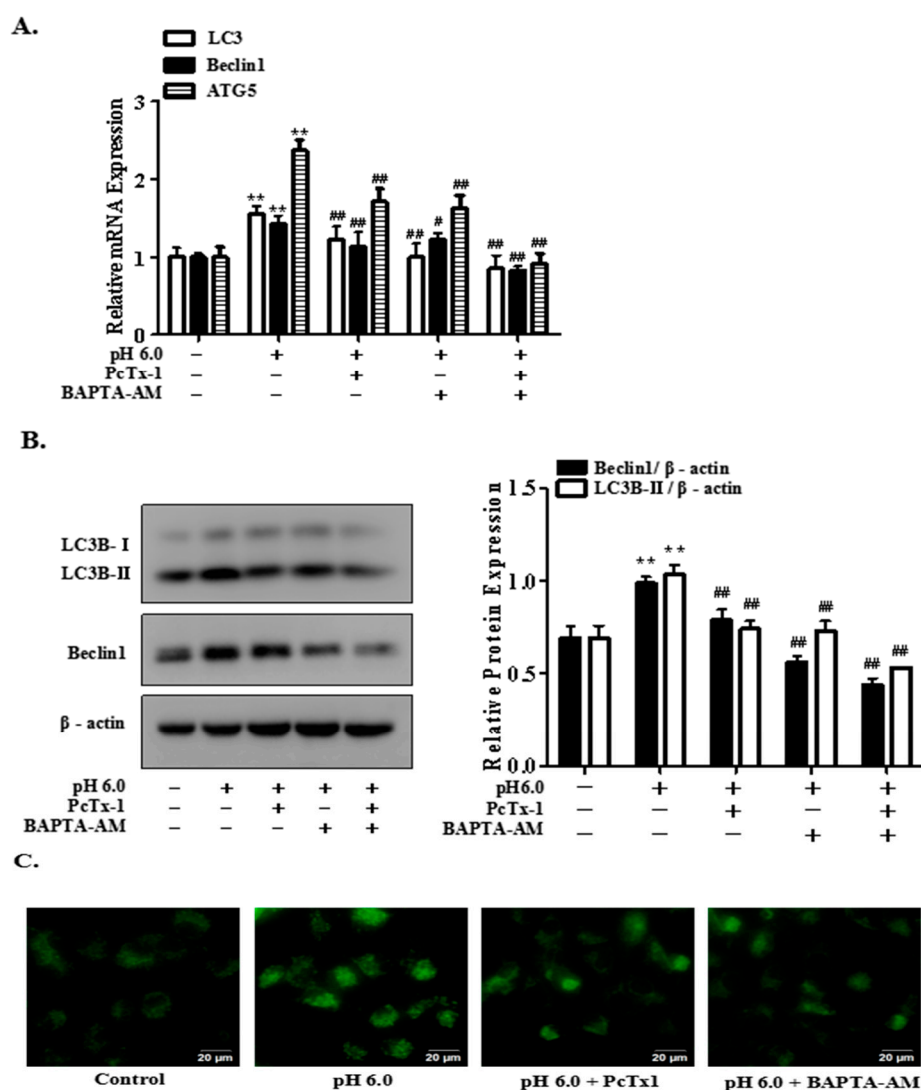 A.
LC3
Beclin1
ATG5
Relative mRNA Expression
3
2
1
0
** ** **
## ## ##
## # ##
## ## ##
pH 6.0 – + + + +
PcTx-1 – – + – +
BAPTA-AM – – – + +
B.
LC3B- I
LC3B-II
Beclin1
β - actin
pH 6.0 – + + + +
PcTx-1 – – + – +
BAPTA-AM – – – + +
Beclin1/ β - actin
LC3B-II / β - actin
Relative Protein Expression
1.5
1.0
0.5
0.0
** **
## ##
## ##
## ##
pH6.0 – + + + +
PcTx-1 – – + – +
BAPTA-AM – – – + +
C.
20 μm 20 μm 20 μm 20 μm
Control pH 6.0 pH 6.0 + PcTx1 pH 6.0 + BAPTA-AM